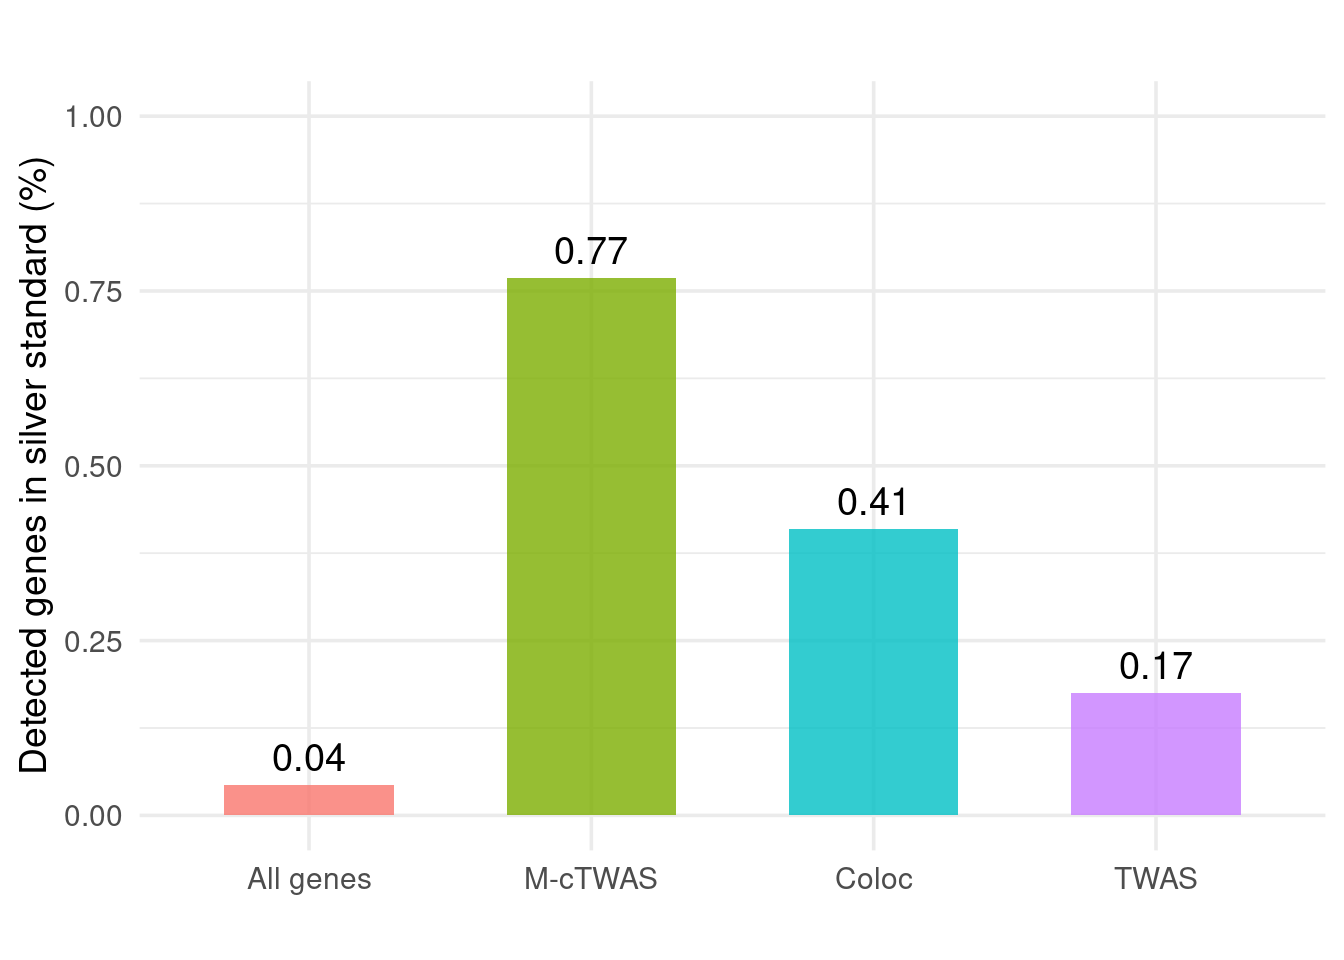 Detected genes in silver standard (%)
1.00
0.75
0.50
0.25
0.00
0.04
0.77
0.41
0.17
All genes
M-cTWAS
Coloc
TWAS